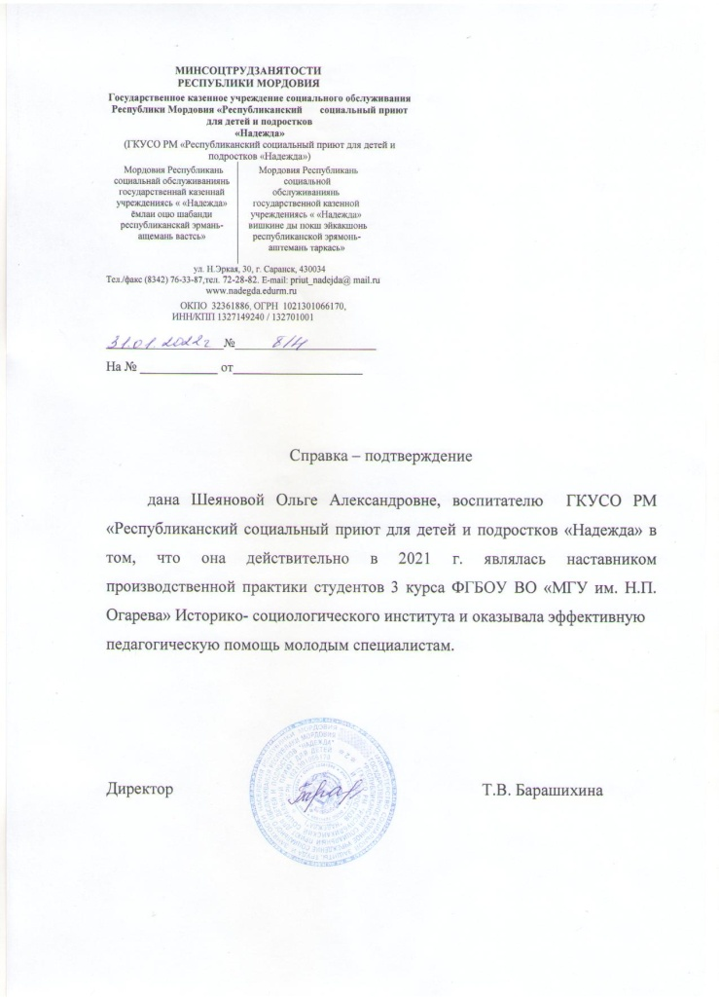 МИНСОЦТРУДЗАНЯТОСТИ
РЕСПУБЛИКИ МОРДОВИЯ
Государственное казенное учреждение социального обслуживания
Республики Мордовия «Республиканский социальный приют
для детей и подростков
«Надежда»
(ГКУСО РМ «Республиканский социальный приют для детей и
подростков «Надежда»)
Мордовия Республикань
социальнай обслуживаниянь
государственнай казеннай
учреждениясь « «Надежда»
ёмлаи оцю шабанди
республиканскай эрмань-
ащемань вастсь»
Мордовия Республикань
социальной
обслуживаниянь
государственной казенной
учреждениясь « «Надежда»
вишкине ды покш эйкакшонь
республиканской эрямонь-
аштемань таркась»
ул. Н.Эркая, 30, г. Саранск, 430034
Тел./факс (8342) 76-33-87,тел. 72-28-82. E-mail: priut_nadejda@ mail.ru
www.nadegda.edurm.ru
ОКПО 32361886, ОГРН 1021301066170,
ИНН/КПП 1327149240 / 132701001
31.01.2022г №
На № от
Справка – подтверждение
дана Шеяновой Ольге Александровне, воспитателю ГКУСО РМ
«Республиканский социальный приют для детей и подростков «Надежда» в
том, что она действительно в 2021 г. являлась наставником
производственной практики студентов 3 курса ФГБОУ ВО «МГУ им. Н.П.
Огарева» Историко- социологического института и оказывала эффективную
педагогическую помощь молодым специалистам.
Директор Т.В. Барашихина